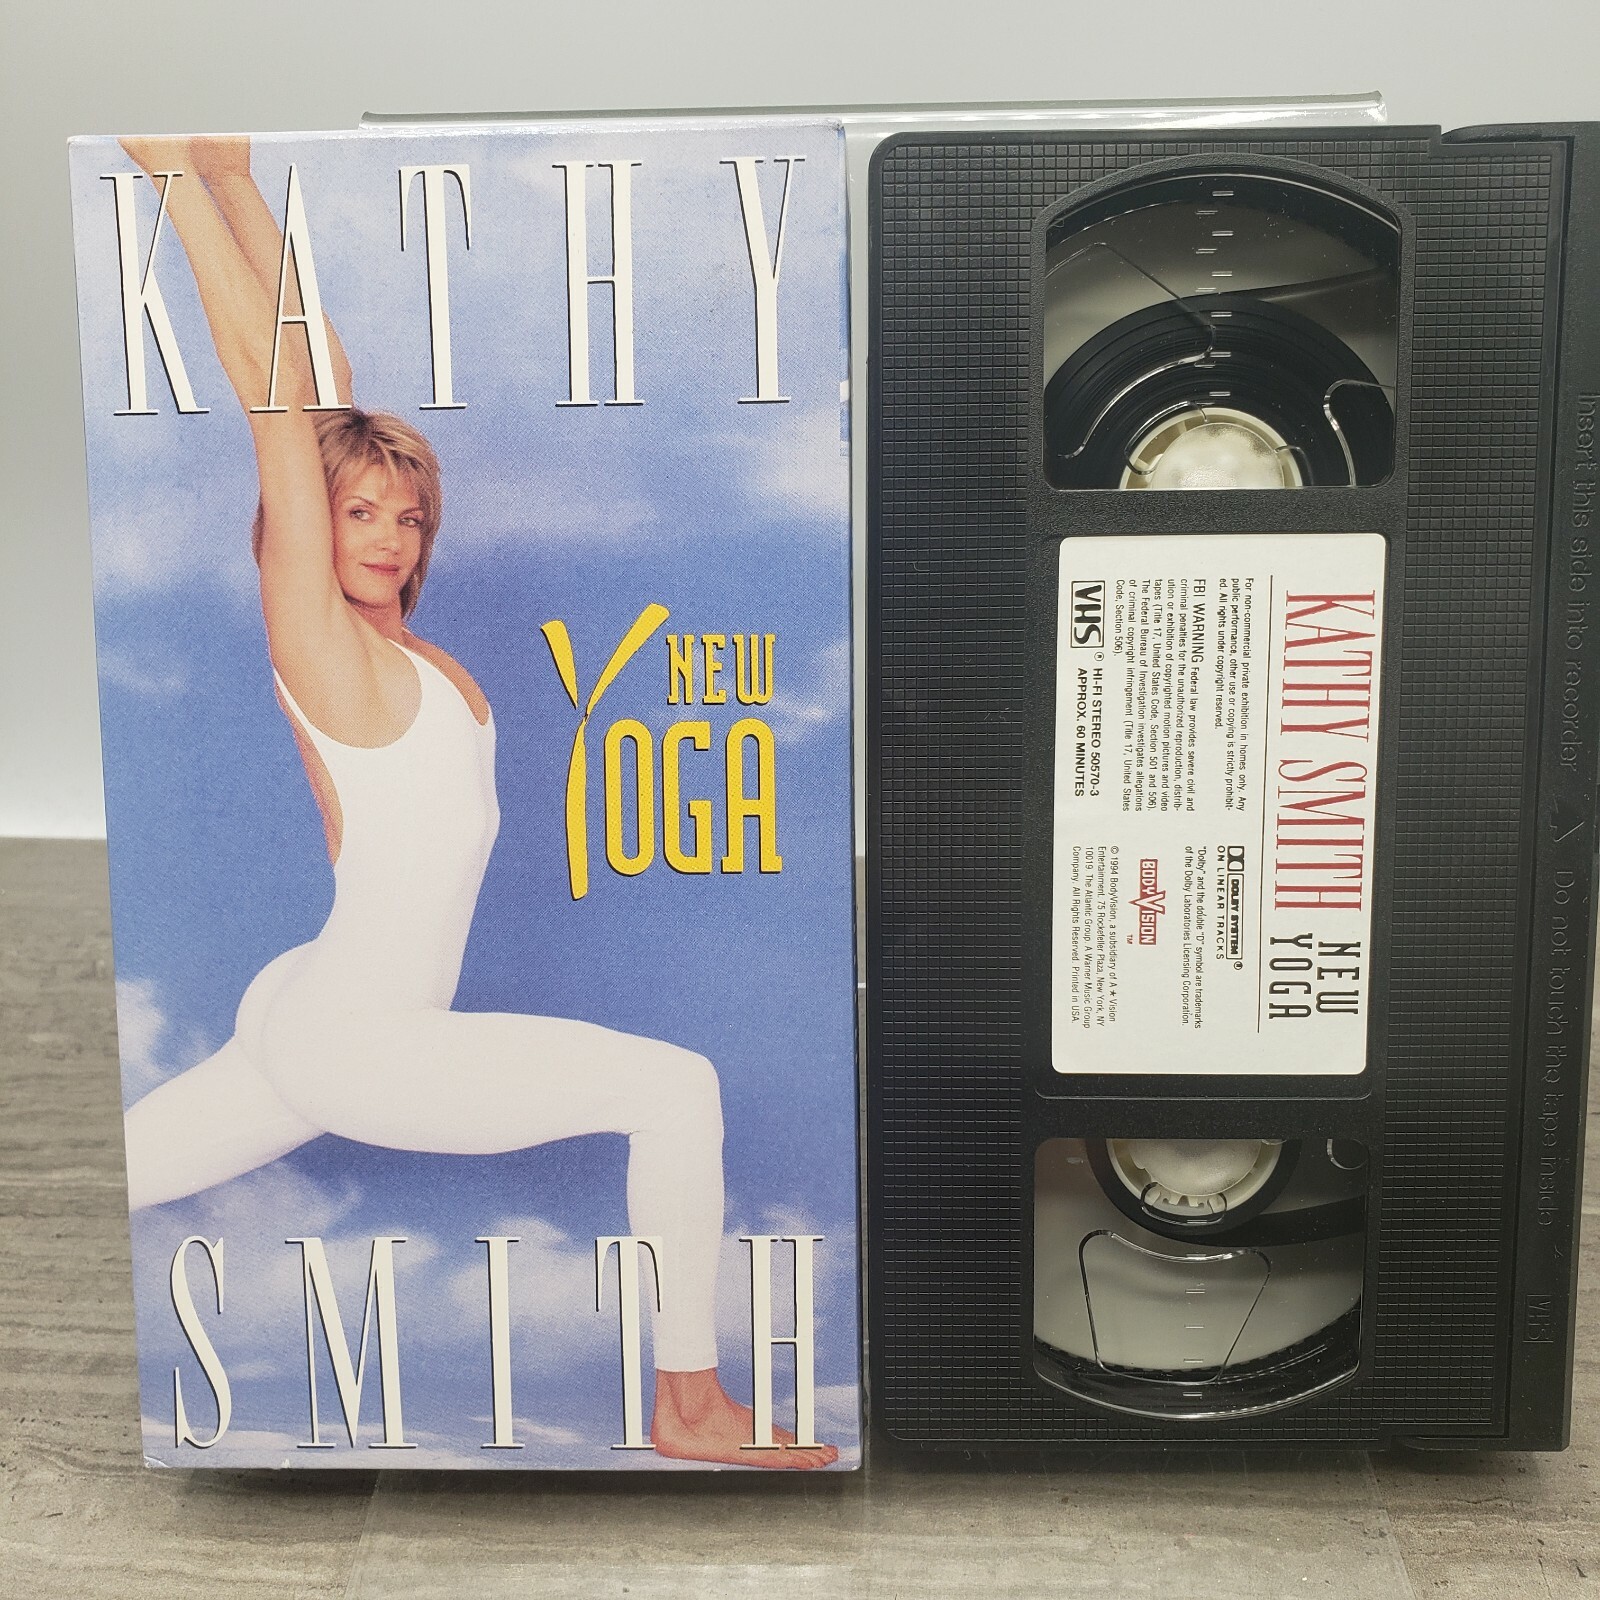 KATHY
NEW
YOGA
SMITH
KATHY SMITH
NEW
YOGA
For non-commercial private exhibition in homes only. Any
public performance, other use or copying is strictly prohibit-
ed. All rights under copyright reserved.
FBI WARNING Federal law provides severe civil and
criminal penalties for the unauthorized reproduction, distrib-
ution or exhibition of copyrighted motion pictures and video
tapes (Title 17, United States Code, Section 501 and 506).
The Federal Bureau of Investigation investigates allegations
of criminal copyright infringement (Title 17, United States
Code, Section 506).
VHS® HI-FI STEREO 50570-3
APPROX. 60 MINUTES
DOLBY SYSTEM®
ON LINEAR TRACKS
"Dolby" and the double "D" symbol are trademarks
of the Dolby Laboratories Licensing Corporation.
BODYVISION™
© 1994 BodyVision, a subsidiary of A★Vision
Entertainment, 75 Rockefeller Plaza, New York, NY
10019. The Atlantic Group. A Warner Music Group
Company. All Rights Reserved. Printed in USA.
Insert this side into recorder △ Do not touch the tape inside
VHS